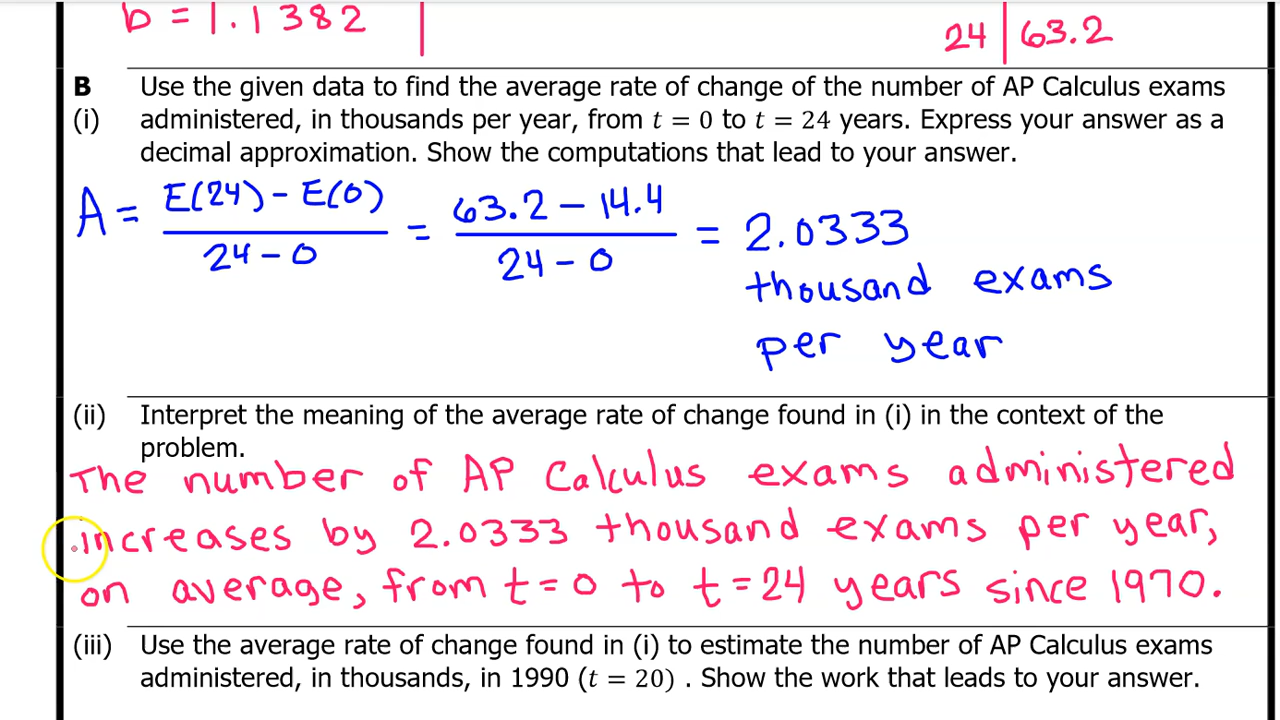 b = 1.1382
24 | 63.2
B Use the given data to find the average rate of change of the number of AP Calculus exams
(i) administered, in thousands per year, from t = 0 to t = 24 years. Express your answer as a
decimal approximation. Show the computations that lead to your answer.
A = (E(24) - E(0))/(24 - 0) = (63.2 - 14.4)/(24 - 0) = 2.0333
thousand exams
per year
(ii) Interpret the meaning of the average rate of change found in (i) in the context of the
problem.
The number of AP Calculus exams administered
increases by 2.0333 thousand exams per year,
on average, from t = 0 to t = 24 years since 1970.
(iii) Use the average rate of change found in (i) to estimate the number of AP Calculus exams
administered, in thousands, in 1990 (t = 20) . Show the work that leads to your answer.